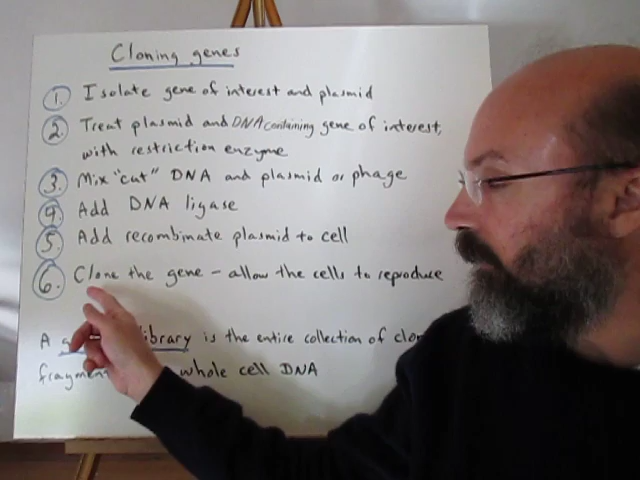 Cloning genes
1. Isolate gene of interest and plasmid
2. Treat plasmid and DNA containing gene of interest,
with restriction enzyme
3. Mix "cut" DNA and plasmid or phage
4. Add DNA ligase
5. Add recombinate plasmid to cell
6. Clone the gene - allow the cells to reproduce
A library is the entire collection of
whole cell DNA